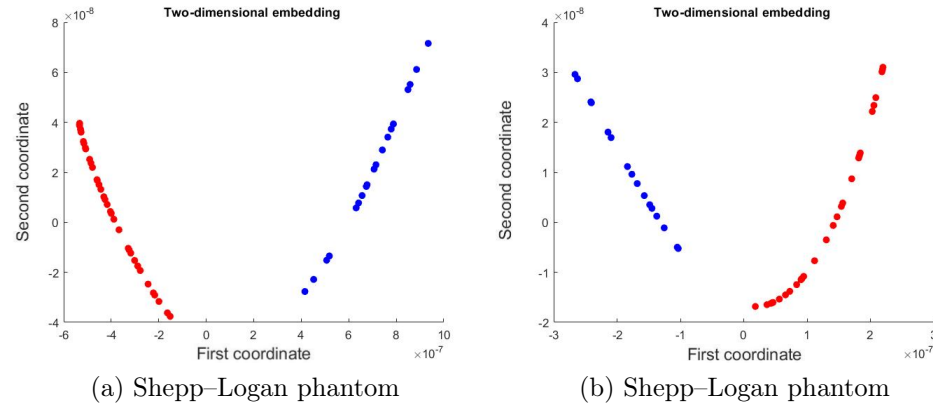 Two-dimensional embedding
×10⁻⁸
8
6
4
2
0
-2
-4
Second coordinate
-6 -4 -2 0 2 4 6 8 10
First coordinate
×10⁻⁷
(a) Shepp–Logan phantom
Two-dimensional embedding
×10⁻⁸
4
3
2
1
0
-1
-2
Second coordinate
-3 -2 -1 0 1 2 3
First coordinate
×10⁻⁷
(b) Shepp–Logan phantom